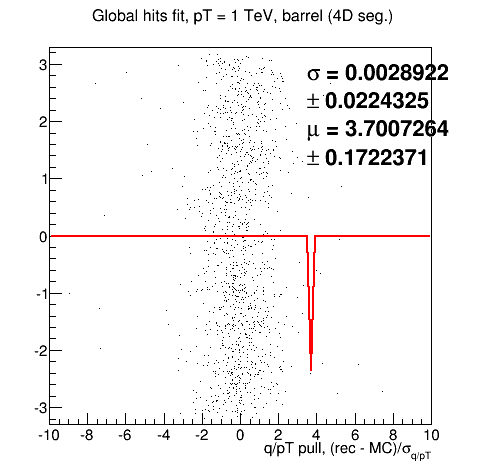 Global hits fit, pT = 1 TeV, barrel (4D seg.)
σ = 0.0028922
± 0.0224325
μ = 3.7007264
± 0.1722371
3
2
1
0
-1
-2
-3
-10 -8 -6 -4 -2 0 2 4 6 8 10
q/pT pull, (rec - MC)/σq/pT